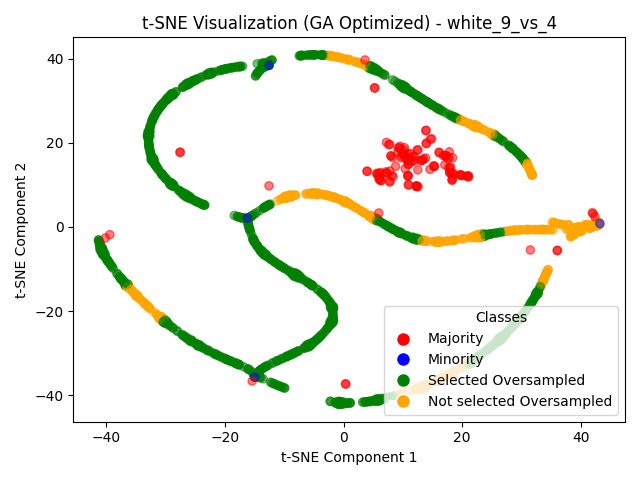 t-SNE Visualization (GA Optimized) - white_9_vs_4
t-SNE Component 2
40
20
0
−20
−40
−40
−20
0
20
40
t-SNE Component 1
Classes
Majority
Minority
Selected Oversampled
Not selected Oversampled